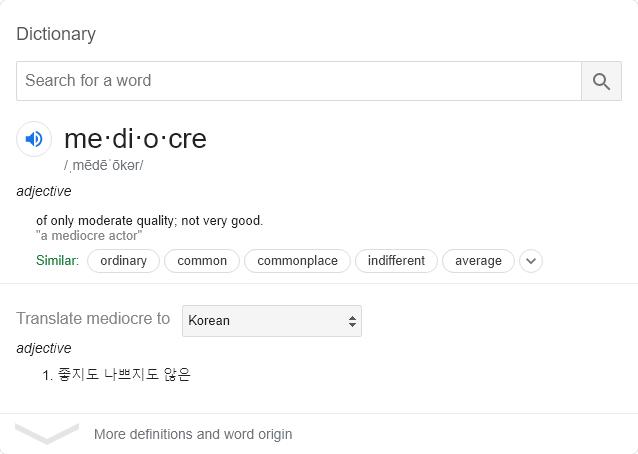 Dictionary
Search for a word
me·di·o·cre
/ˌmēdēˈōkər/
adjective
of only moderate quality; not very good.
"a mediocre actor"
Similar: ordinary common commonplace indifferent average
Translate mediocre to Korean
adjective
1. 좋지도 나쁘지도 않은
More definitions and word origin